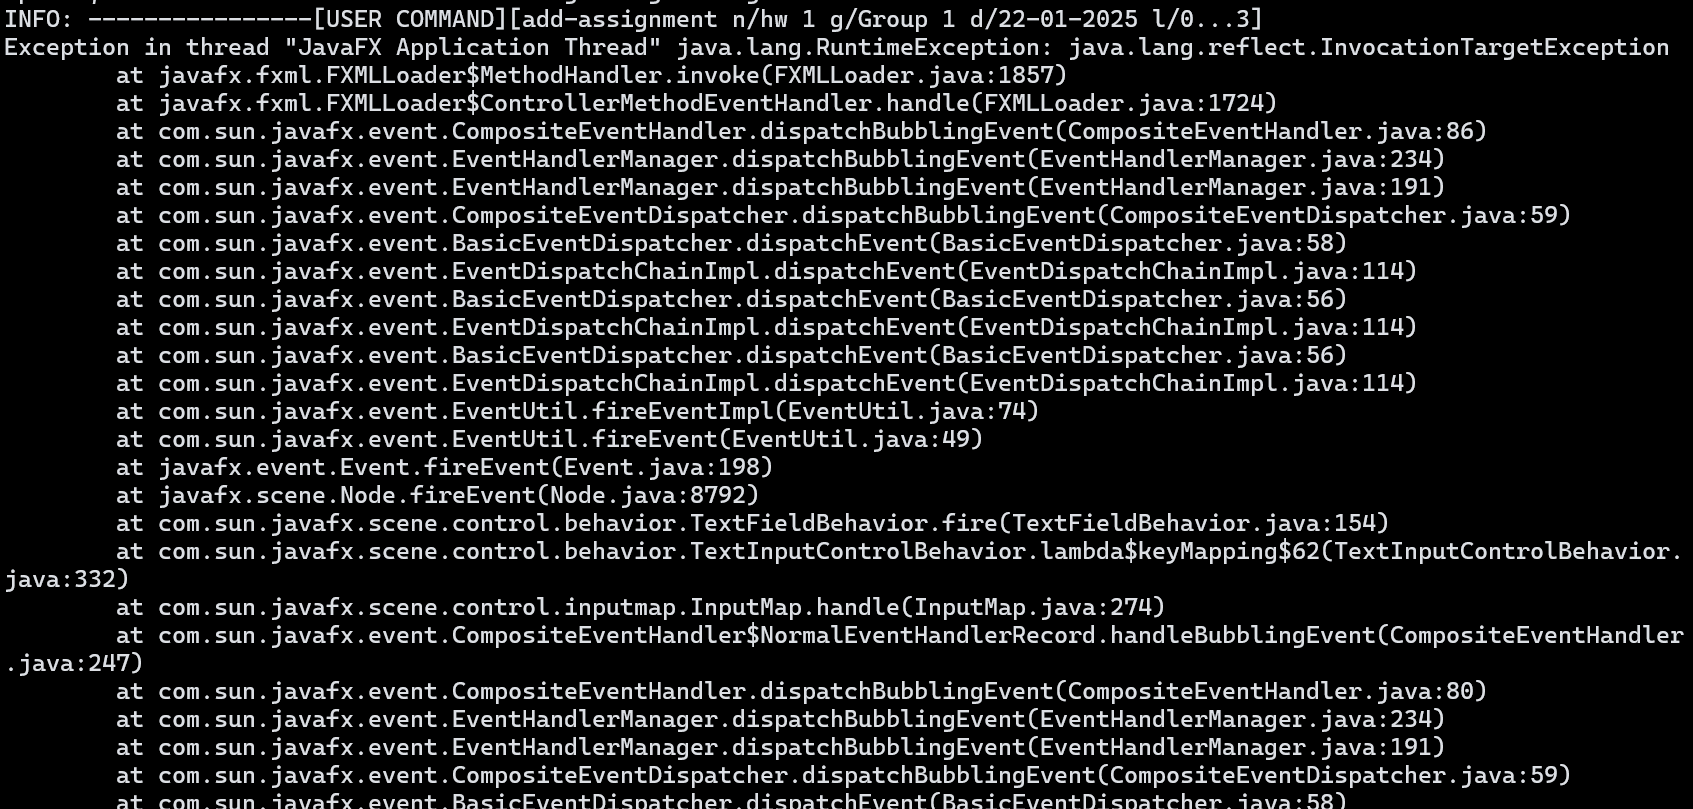 INFO: ----------------[USER COMMAND][add-assignment n/hw 1 g/Group 1 d/22-01-2025 l/0...3]
Exception in thread "JavaFX Application Thread" java.lang.RuntimeException: java.lang.reflect.InvocationTargetException
        at javafx.fxml.FXMLLoader$MethodHandler.invoke(FXMLLoader.java:1857)
        at javafx.fxml.FXMLLoader$ControllerMethodEventHandler.handle(FXMLLoader.java:1724)
        at com.sun.javafx.event.CompositeEventHandler.dispatchBubblingEvent(CompositeEventHandler.java:86)
        at com.sun.javafx.event.EventHandlerManager.dispatchBubblingEvent(EventHandlerManager.java:234)
        at com.sun.javafx.event.EventHandlerManager.dispatchBubblingEvent(EventHandlerManager.java:191)
        at com.sun.javafx.event.CompositeEventDispatcher.dispatchBubblingEvent(CompositeEventDispatcher.java:59)
        at com.sun.javafx.event.BasicEventDispatcher.dispatchEvent(BasicEventDispatcher.java:58)
        at com.sun.javafx.event.EventDispatchChainImpl.dispatchEvent(EventDispatchChainImpl.java:114)
        at com.sun.javafx.event.BasicEventDispatcher.dispatchEvent(BasicEventDispatcher.java:56)
        at com.sun.javafx.event.EventDispatchChainImpl.dispatchEvent(EventDispatchChainImpl.java:114)
        at com.sun.javafx.event.BasicEventDispatcher.dispatchEvent(BasicEventDispatcher.java:56)
        at com.sun.javafx.event.EventDispatchChainImpl.dispatchEvent(EventDispatchChainImpl.java:114)
        at com.sun.javafx.event.EventUtil.fireEventImpl(EventUtil.java:74)
        at com.sun.javafx.event.EventUtil.fireEvent(EventUtil.java:49)
        at javafx.event.Event.fireEvent(Event.java:198)
        at javafx.scene.Node.fireEvent(Node.java:8792)
        at com.sun.javafx.scene.control.behavior.TextFieldBehavior.fire(TextFieldBehavior.java:154)
        at com.sun.javafx.scene.control.behavior.TextInputControlBehavior.lambda$keyMapping$62(TextInputControlBehavior.
java:332)
        at com.sun.javafx.scene.control.inputmap.InputMap.handle(InputMap.java:274)
        at com.sun.javafx.event.CompositeEventHandler$NormalEventHandlerRecord.handleBubblingEvent(CompositeEventHandler
.java:247)
        at com.sun.javafx.event.CompositeEventHandler.dispatchBubblingEvent(CompositeEventHandler.java:80)
        at com.sun.javafx.event.EventHandlerManager.dispatchBubblingEvent(EventHandlerManager.java:234)
        at com.sun.javafx.event.EventHandlerManager.dispatchBubblingEvent(EventHandlerManager.java:191)
        at com.sun.javafx.event.CompositeEventDispatcher.dispatchBubblingEvent(CompositeEventDispatcher.java:59)
        at com.sun.javafx.event.BasicEventDispatcher.dispatchEvent(BasicEventDispatcher.java:58)